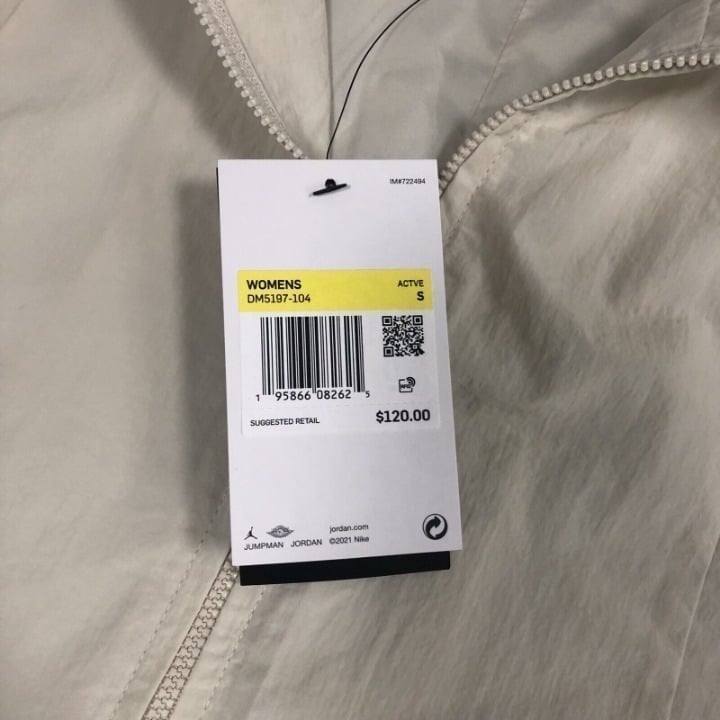 IM#722494
WOMENS ACTVE
DM5197-104 S
1 95866 08262 5
SUGGESTED RETAIL $120.00
jordan.com
JUMPMAN JORDAN ©2021 Nike